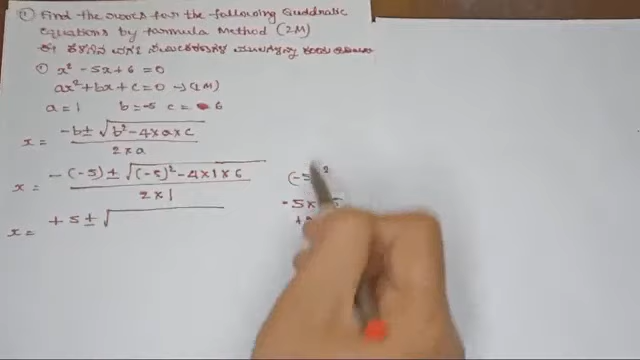 ① Find the roots for the following Quadratic
Equations by formula Method (2M)
① x² - 5x + 6 = 0
ax² + bx + c = 0 → (1M)
a = 1 b = -5 c = 6
x = -b ± √b² - 4×a×c / 2×a
x = -(-5) ± √(-5)² - 4×1×6 / 2×1 (-5)²
x = +5 ± √ -5×